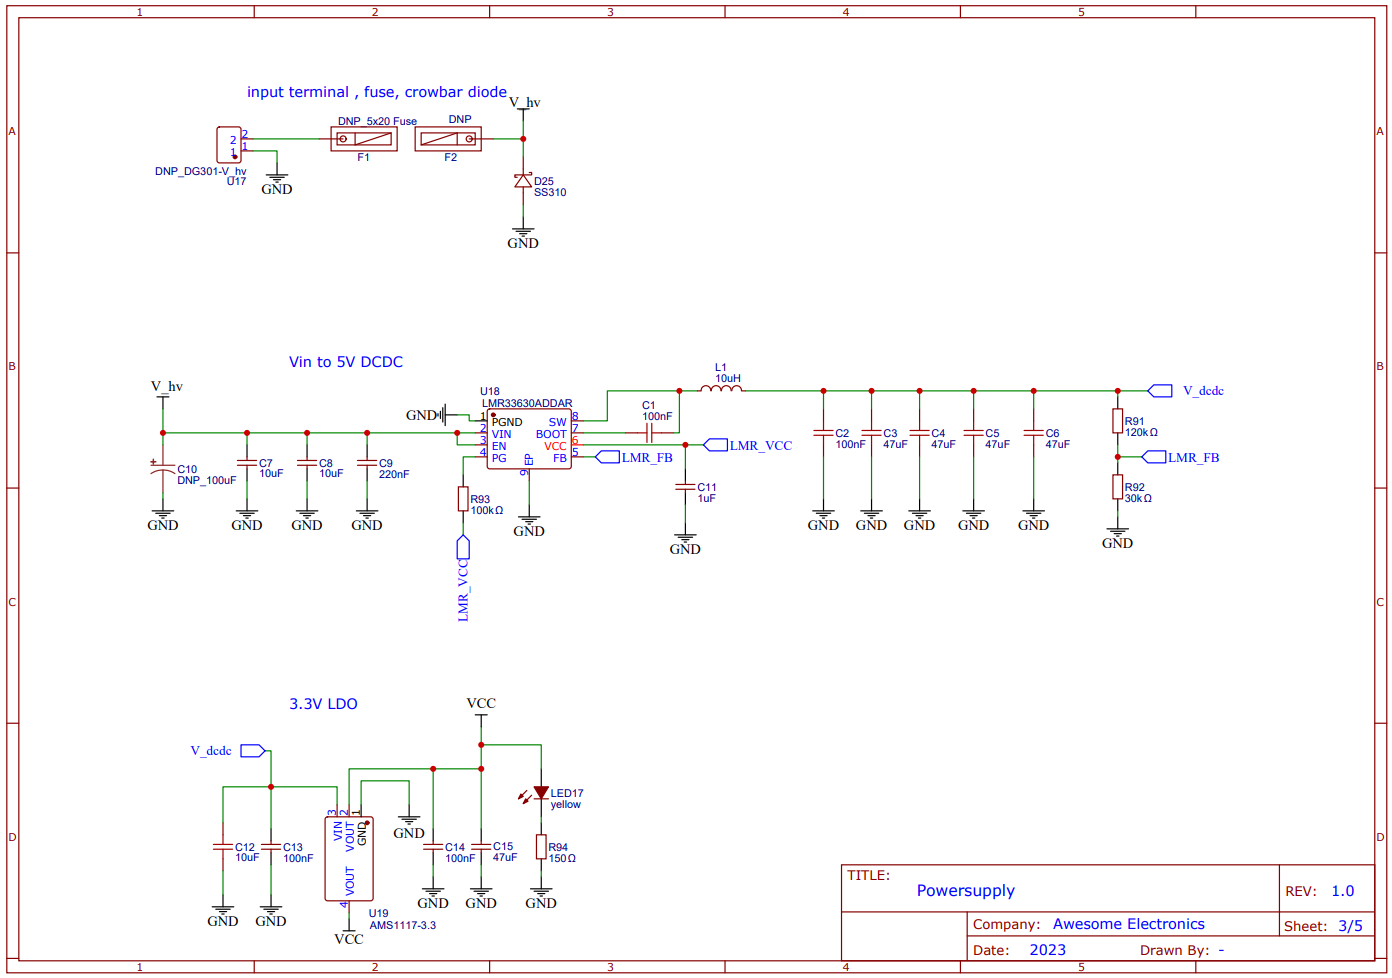 1 2 3 4 5
A A
input terminal , fuse, crowbar diode
V_hv
DNP_5x20 Fuse
DNP
2 2
1 1
F1
F2
DNP_DG301-V_hv
U17
GND
D25
SS310
GND
B B
Vin to 5V DCDC
V_hv
U18
LMR33630ADDAR
GND
1 PGND
2 VIN
3 EN
4 PG
SW 8
BOOT 7
VCC 6
FB 5
EP
9
L1
10uH
C1
100nF
LMR_VCC
LMR_FB
V_dcdc
C10
DNP_100uF
C7
10uF
C8
10uF
C9
220nF
+
R93
100kΩ
C11
1uF
C2
100nF
C3
47uF
C4
47uF
C5
47uF
C6
47uF
R91
120kΩ
LMR_FB
R92
30kΩ
GND GND GND GND
GND
GND
GND GND GND GND GND
GND
LMR_VCC
C C
3.3V LDO
VCC
V_dcdc
LED17
yellow
3 2 1
VIN
VOUT
GND
VOUT
4
GND
C12
10uF
C13
100nF
C14
100nF
C15
47uF
R94
150Ω
GND GND
GND GND GND
U19
AMS1117-3.3
VCC
D D
TITLE:
Powersupply
REV: 1.0
Company: Awesome Electronics
Sheet: 3/5
Date: 2023
Drawn By: -
1 2 3 4 5